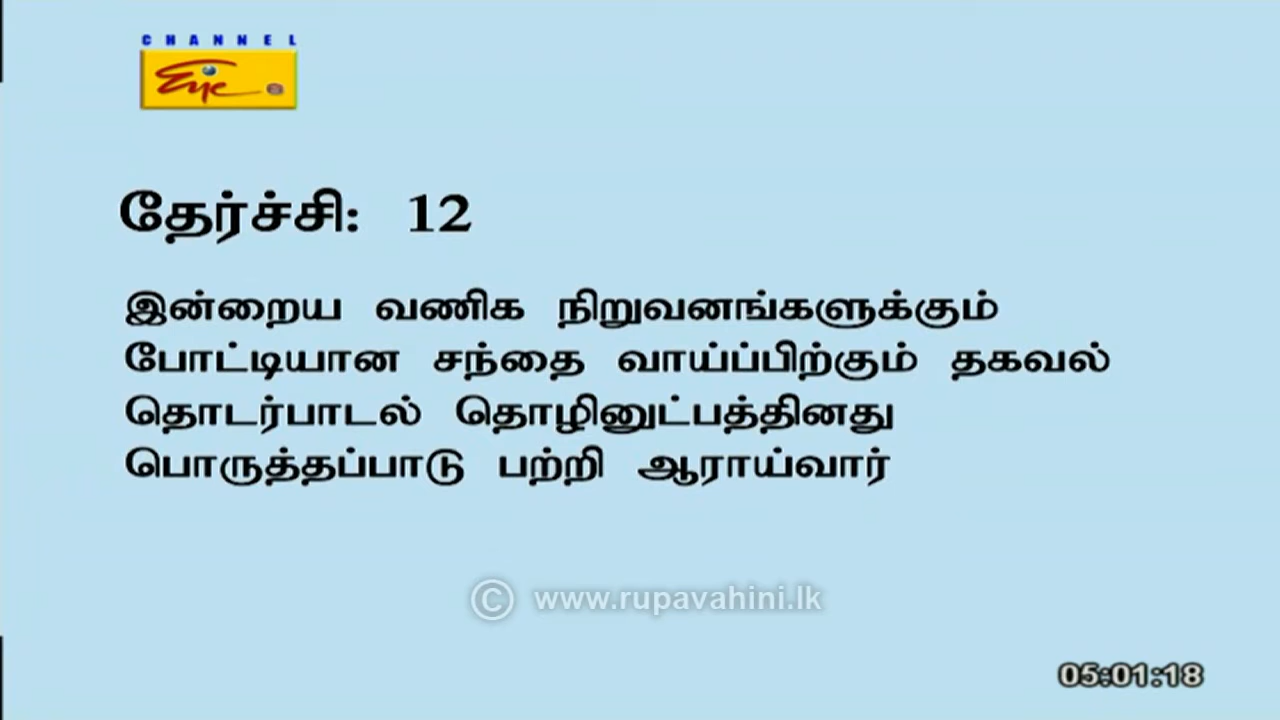 CHANNEL
Eye
தேர்ச்சி: 12
இன்றைய வணிக நிறுவனங்களுக்கும்
போட்டியான சந்தை வாய்ப்பிற்கும் தகவல்
தொடர்பாடல் தொழினுட்பத்தினது
பொருத்தப்பாடு பற்றி ஆராய்வார்
© www.rupavahini.lk
05:01:18